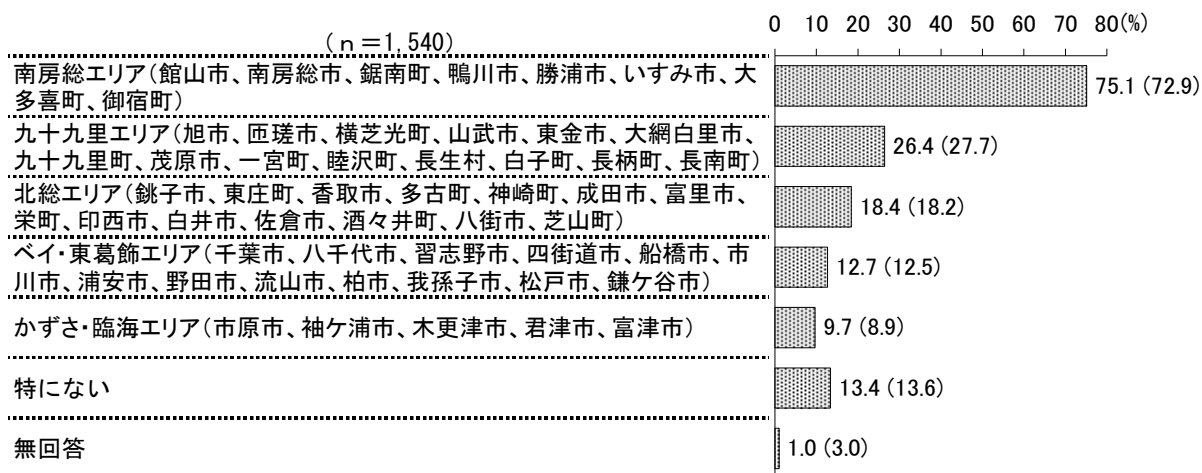 0 10 20 30 40 50 60 70 80(%)
(n=1,540)
南房総エリア(館山市、南房総市、鋸南町、鴨川市、勝浦市、いすみ市、大
多喜町、御宿町)
75.1 (72.9)
九十九里エリア(旭市、匝瑳市、横芝光町、山武市、東金市、大網白里市、
九十九里町、茂原市、一宮町、睦沢町、長生村、白子町、長柄町、長南町)
26.4 (27.7)
北総エリア(銚子市、東庄町、香取市、多古町、神崎町、成田市、富里市、
栄町、印西市、白井市、佐倉市、酒々井町、八街市、芝山町)
18.4 (18.2)
ベイ・東葛飾エリア(千葉市、八千代市、習志野市、四街道市、船橋市、市
川市、浦安市、野田市、流山市、柏市、我孫子市、松戸市、鎌ケ谷市)
12.7 (12.5)
かずさ・臨海エリア(市原市、袖ケ浦市、木更津市、君津市、富津市)
9.7 (8.9)
特にない
13.4 (13.6)
無回答
1.0 (3.0)